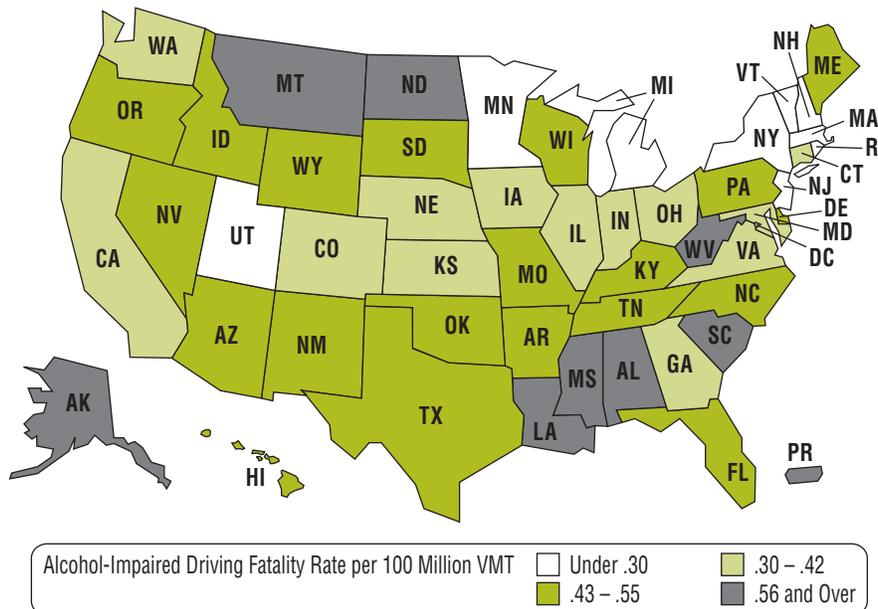 NH
WA
ME
VT
MT
ND
MI
MN
OR
MA
NY
ID
WI
SD
R
WY
CT
PA
NJ
IA
NE
NV
OH
DE
IL
IN
UT
MD
CO
WV
VA
CA
DC
KS
MO
KY
NC
TN
OK
AZ
NM
AR
SC
GA
MS
AL
AK
TX
LA
PR
HI
FL
Alcohol-Impaired Driving Fatality Rate per 100 Million VMT
Under .30
.30 – .42
.43 – .55
.56 and Over